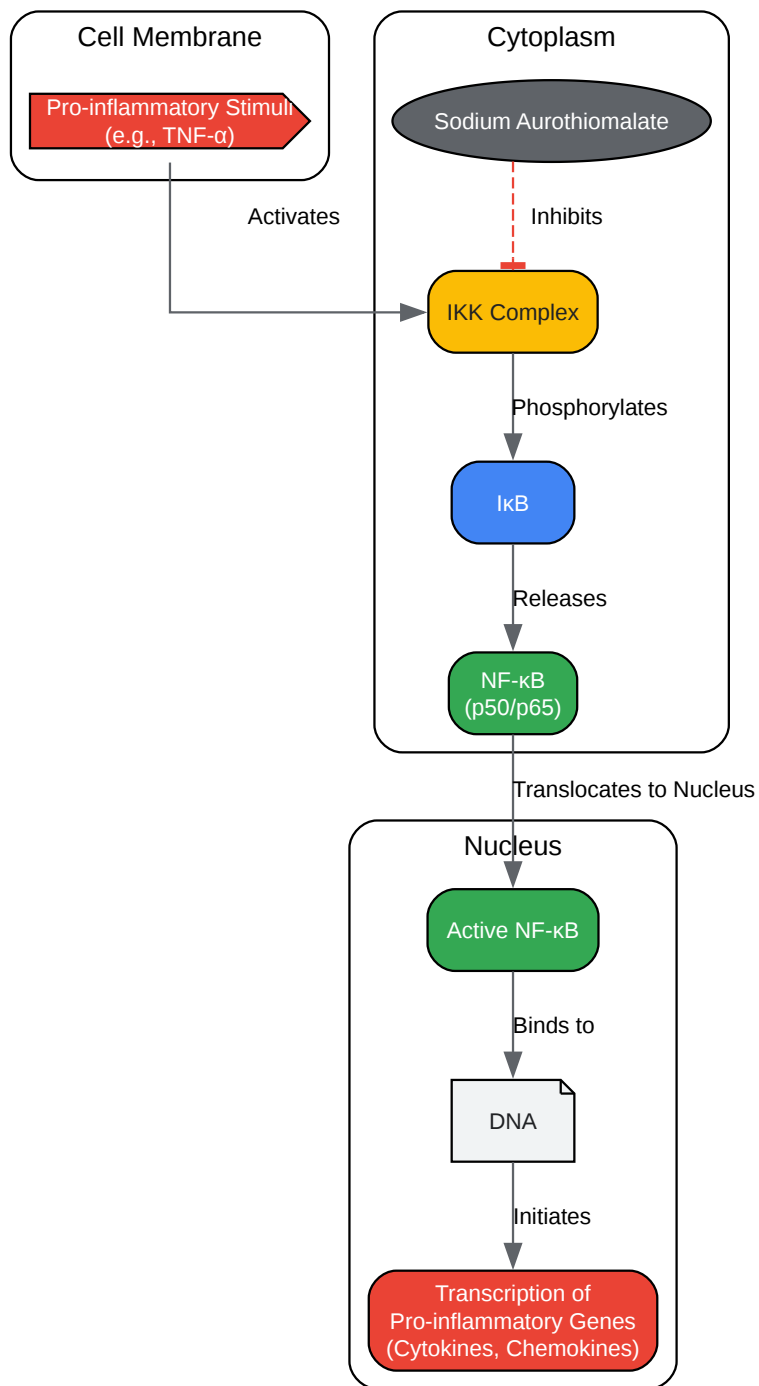 Cell Membrane
Pro-inflammatory Stimuli
(e.g., TNF-α)
Activates
Cytoplasm
Sodium Aurothiomalate
Inhibits
IKK Complex
Phosphorylates
IκB
Releases
NF-κB
(p50/p65)
Translocates to Nucleus
Nucleus
Active NF-κB
Binds to
DNA
Initiates
Transcription of
Pro-inflammatory Genes
(Cytokines, Chemokines)